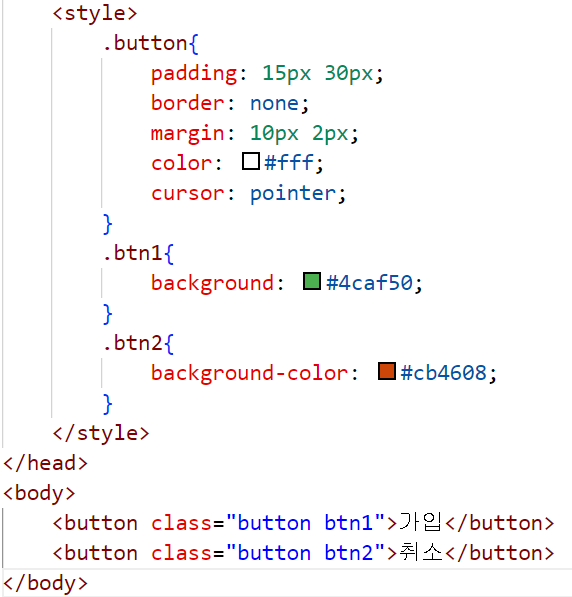 <style>
.button{
padding: 15px 30px;
border: none;
margin: 10px 2px;
color: #fff;
cursor: pointer;
}
.btn1{
background: #4caf50;
}
.btn2{
background-color: #cb4608;
}
</style>
</head>
<body>
<button class="button btn1">가입</button>
<button class="button btn2">취소</button>
</body>